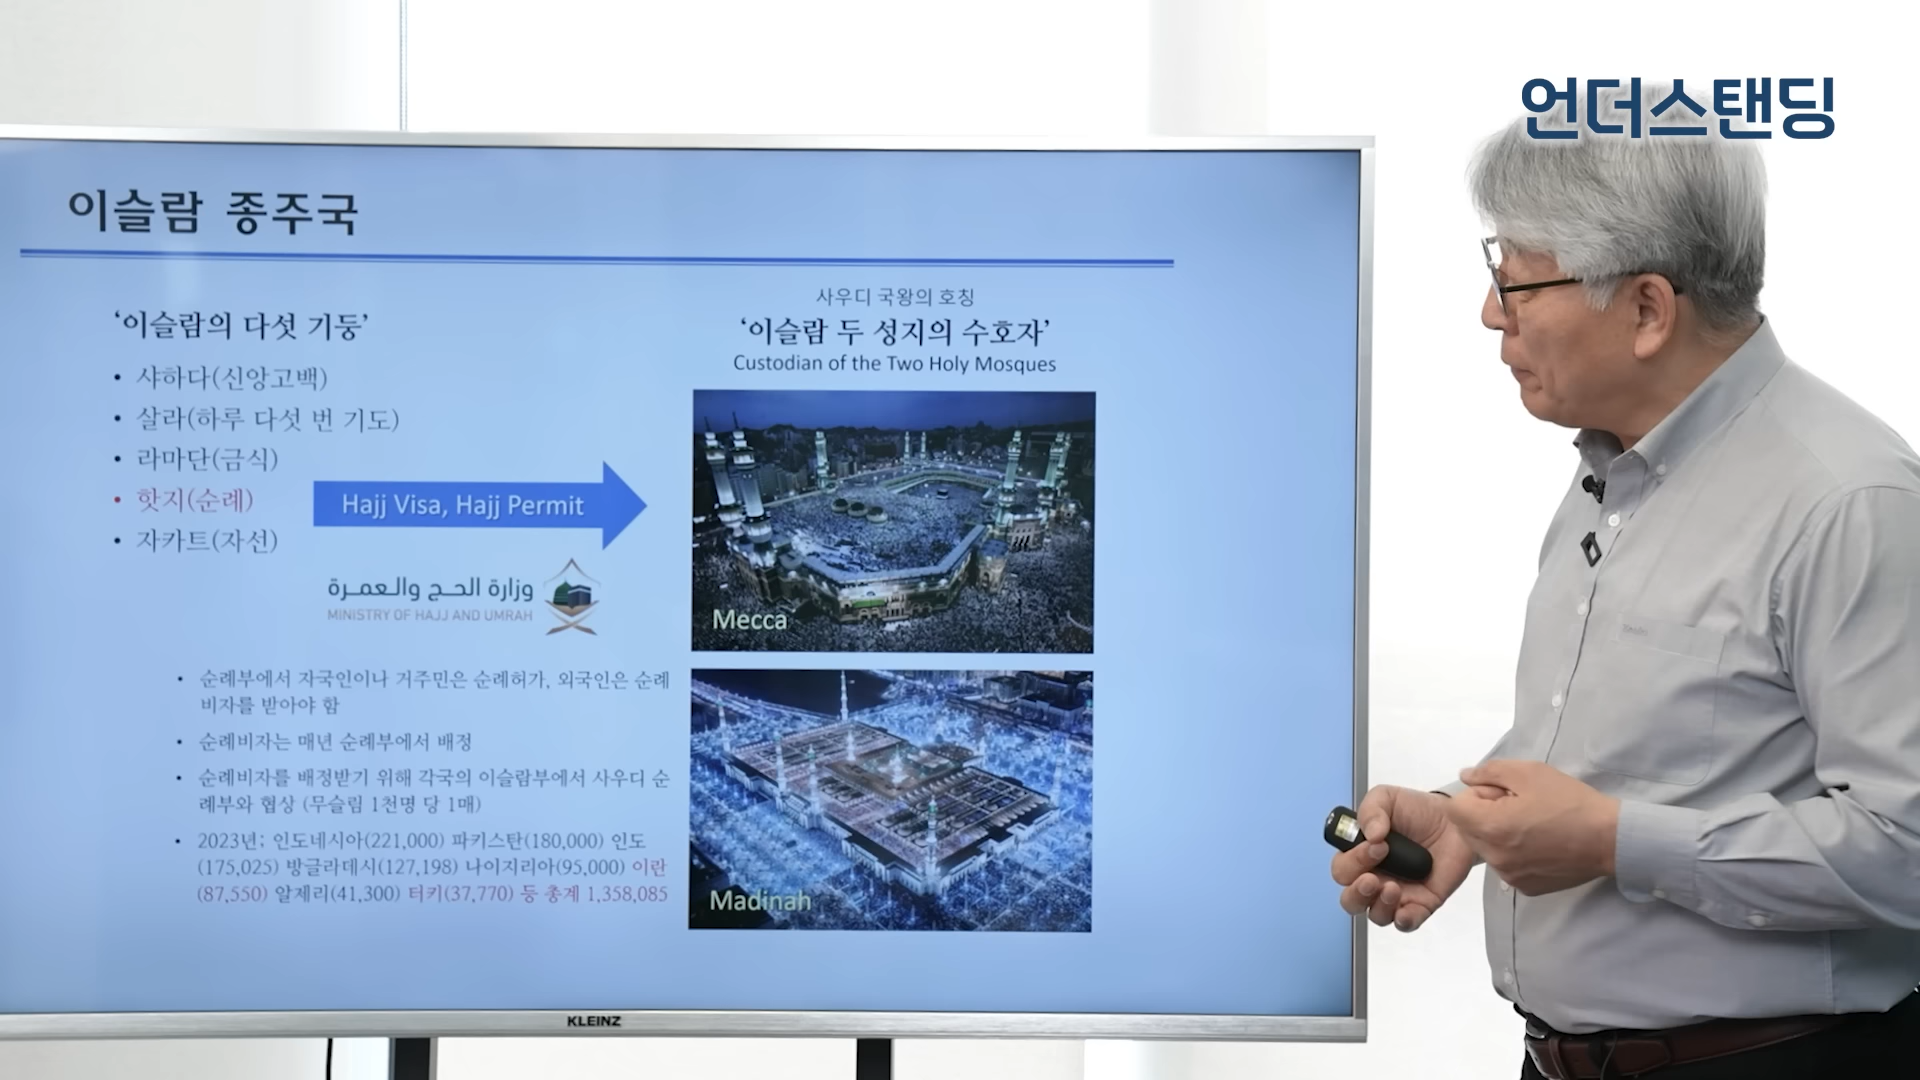 언더스탠딩
이슬람 종주국
'이슬람의 다섯 기둥'
• 샤하다(신앙고백)
• 살라(하루 다섯 번 기도)
• 라마단(금식)
• 핫지(순례)
• 자카트(자선)
Hajj Visa, Hajj Permit
وزارة الحـج والـعمـرة
MINISTRY OF HAJJ AND UMRAH
• 순례부에서 자국인이나 거주민은 순례허가, 외국인은 순례
비자를 받아야 함
• 순례비자는 매년 순례부에서 배정
• 순례비자를 배정받기 위해 각국의 이슬람부에서 사우디 순
례부와 협상 (무슬림 1천명 당 1매)
• 2023년; 인도네시아(221,000) 파키스탄(180,000) 인도
(175,025) 방글라데시(127,198) 나이지리아(95,000) 이란
(87,550) 알제리(41,300) 터키(37,770) 등 총계 1,358,085
사우디 국왕의 호칭
'이슬람 두 성지의 수호자'
Custodian of the Two Holy Mosques
Mecca
Madinah
KLEINZ